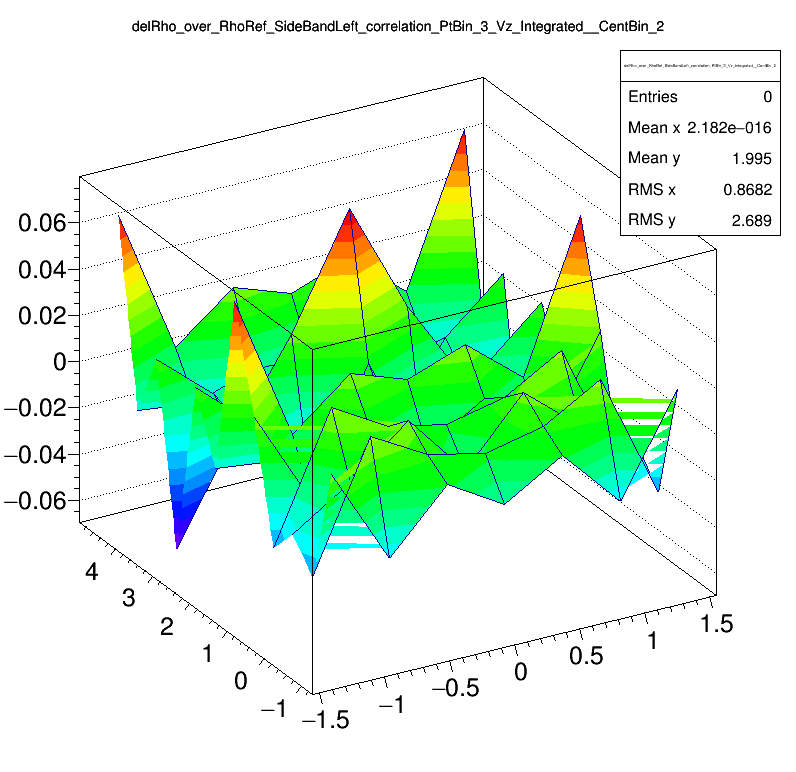 delRho_over_RhoRef_SideBandLeft_correlation_PtBin_3_Vz_Integrated__CentBin_2
delRho_over_RhoRef_SideBandLeft_correlation_PtBin_3_Vz_Integrated__CentBin_2
Entries 0
Mean x 2.182e−016
Mean y 1.995
RMS x 0.8682
RMS y 2.689
0.06
0.04
0.02
0
−0.02
−0.04
−0.06
4
3
2
1
0
−1
−1.5
−1
−0.5
0
0.5
1
1.5